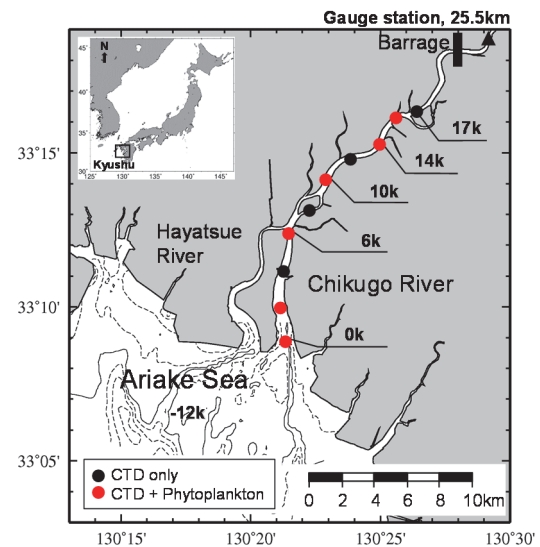 Gauge station, 25.5km
Barrage
45°
N
40°
35°
30°
Kyushu
125°
130°
135°
140°
145°
17k
33°15'
14k
10k
Hayatsue
River
6k
Chikugo River
33°10'
0k
Ariake Sea
-12k
33°05'
CTD only
CTD + Phytoplankton
0 2 4 6 8 10km
130°15' 130°20' 130°25' 130°30'